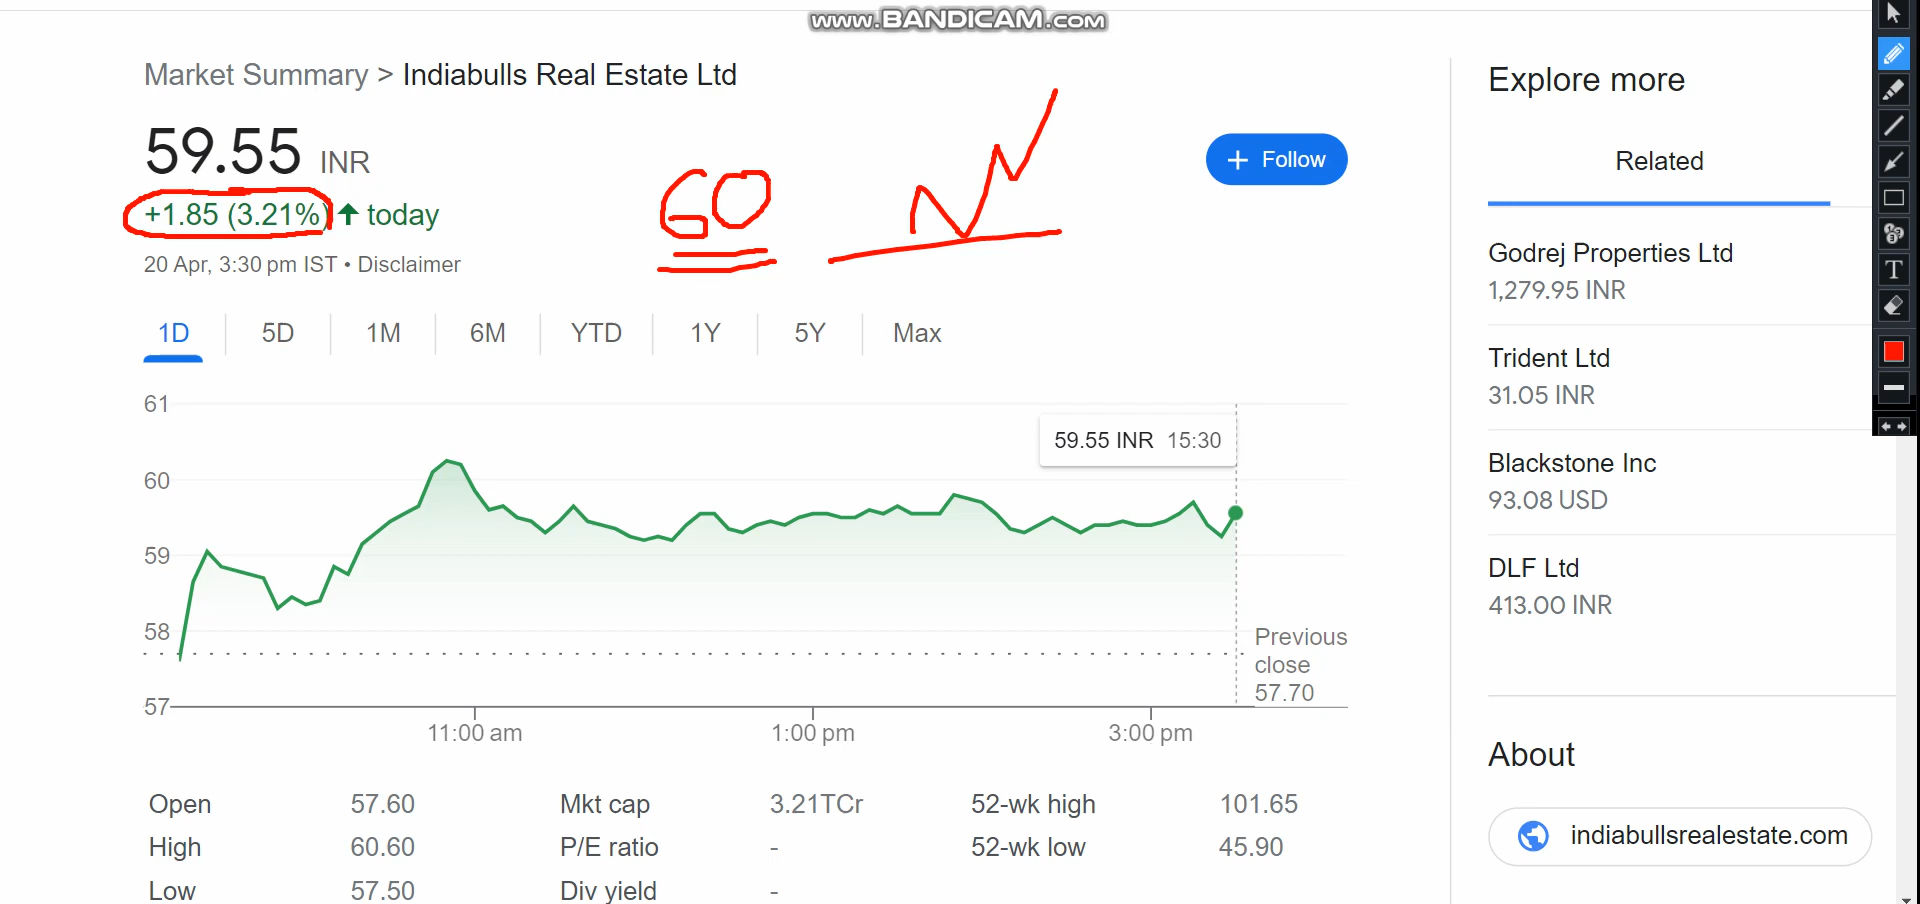 www.BANDICAM.com
Market Summary > Indiabulls Real Estate Ltd
59.55 INR
+1.85 (3.21%) today
20 Apr, 3:30 pm IST • Disclaimer
60
+ Follow
1D 5D 1M 6M YTD 1Y 5Y Max
61
60
59
58
57
59.55 INR 15:30
Previous
close
57.70
11:00 am 1:00 pm 3:00 pm
Open 57.60 Mkt cap 3.21TCr 52-wk high 101.65
High 60.60 P/E ratio - 52-wk low 45.90
Low 57.50 Div yield -
Explore more
Related
Godrej Properties Ltd
1,279.95 INR
Trident Ltd
31.05 INR
Blackstone Inc
93.08 USD
DLF Ltd
413.00 INR
About
indiabullsrealestate.com
T